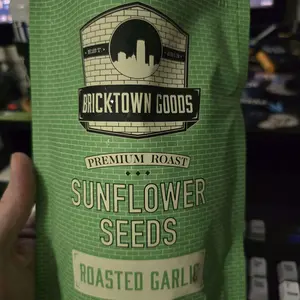 BRICK-TOWN GOODS
PREMIUM ROAST
SUNFLOWER
SEEDS
ROASTED GARLIC